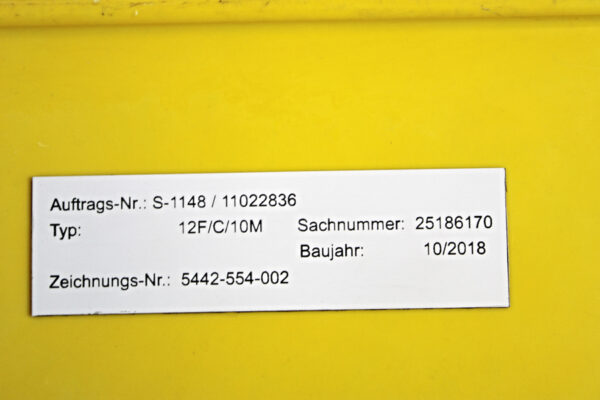 Auftrags-Nr.: S-1148 / 11022836
Typ: 12F/C/10M Sachnummer: 25186170
Baujahr: 10/2018
Zeichnungs-Nr.: 5442-554-002